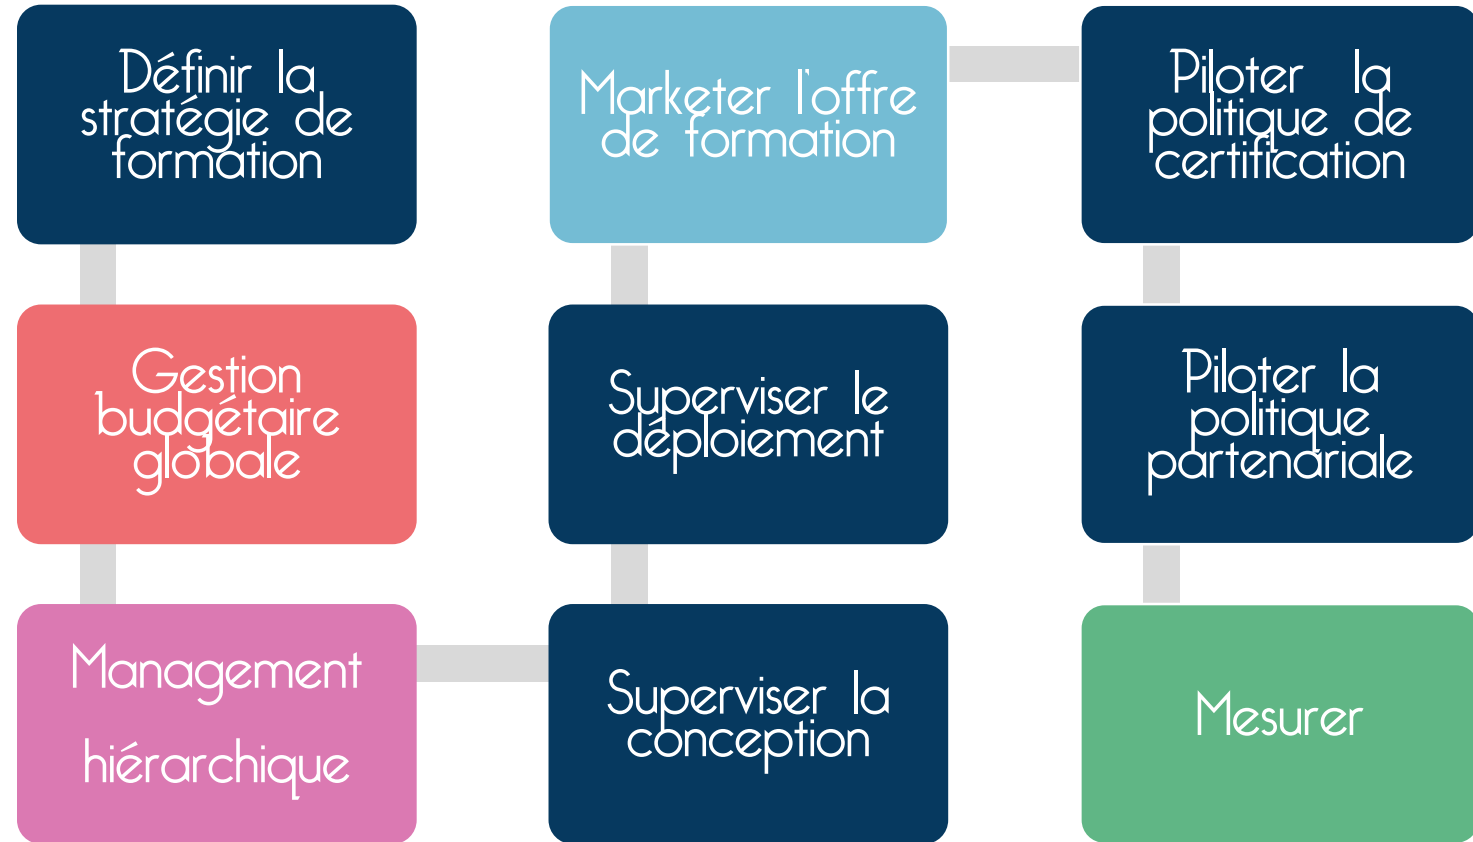 Définir la
stratégie de
formation
Gestion
budgétaire
globale
Management
hiérarchique
Superviser la
conception
Superviser le
déploiement
Marketer l'offre
de formation
Piloter la
politique de
certification
Piloter la
politique
partenariale
Mesurer